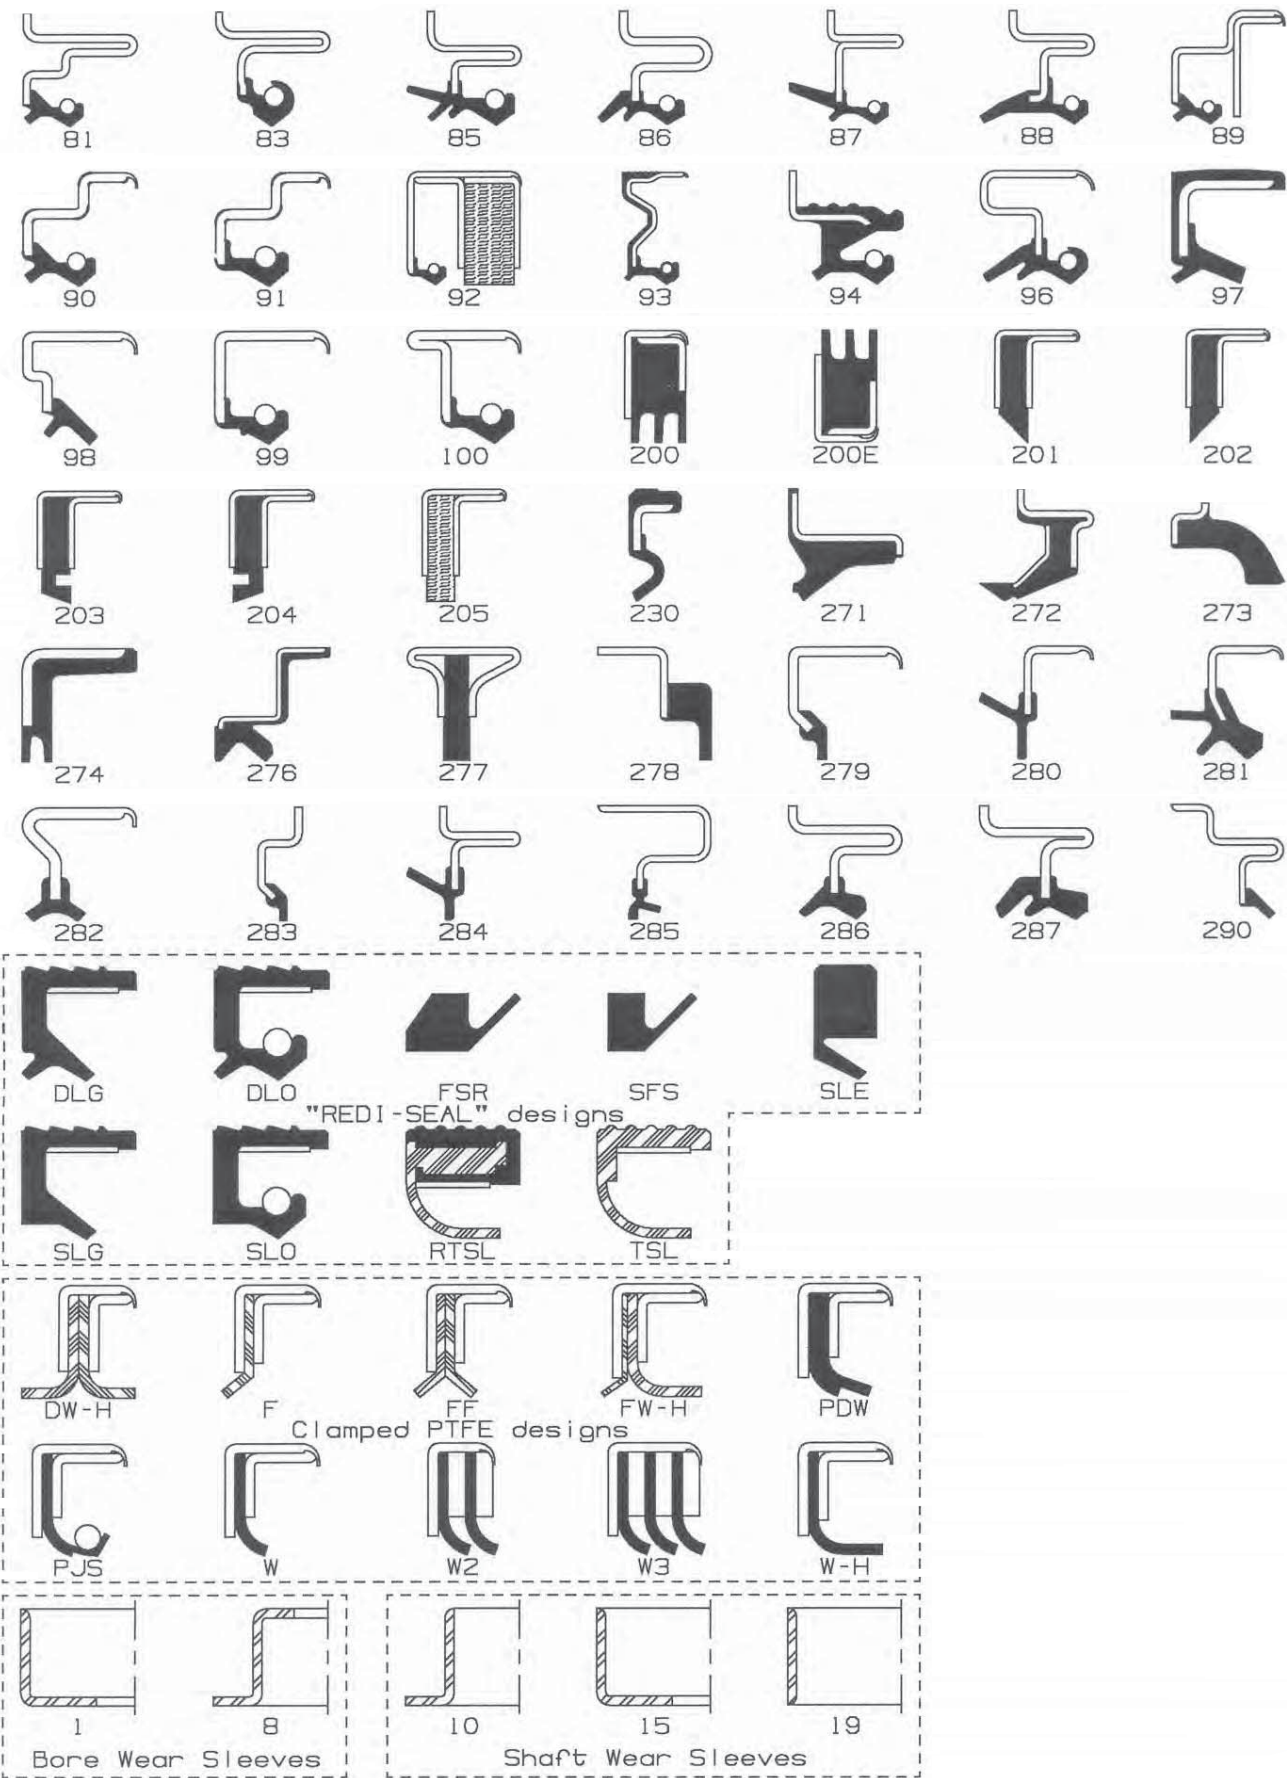 81 83 85 86 87 88 89
90 91 92 93 94 96 97
98 99 100 200 200E 201 202
203 204 205 230 271 272 273
274 276 277 278 279 280 281
282 283 284 285 286 287 290
DLG DLO FSR SFS SLE
"REDI-SEAL" designs
SLG SLO RTSL TSL
DW-H F FF FW-H PDW
Clamped PTFE designs
PJS W W2 W3 W-H
1 8 10 15 19
Bore Wear Sleeves Shaft Wear Sleeves